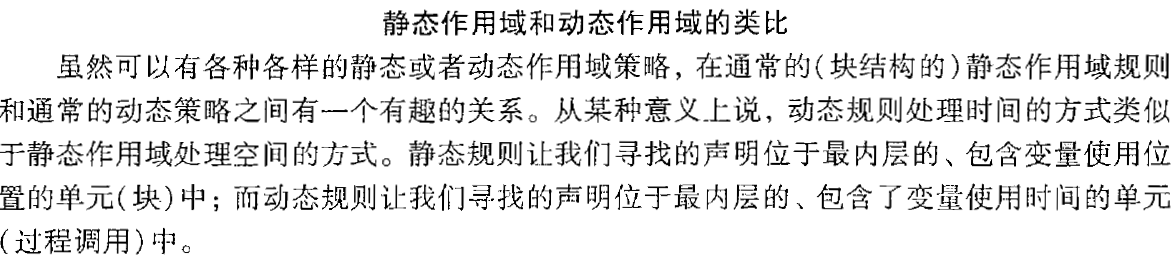 静态作用域和动态作用域的类比
虽然可以有各种各样的静态或者动态作用域策略，在通常的(块结构的)静态作用域规则
和通常的动态策略之间有一个有趣的关系。从某种意义上说，动态规则处理时间的方式类似
于静态作用域处理空间的方式。静态规则让我们寻找的声明位于最内层的、包含变量使用位
置的单元(块)中；而动态规则让我们寻找的声明位于最内层的、包含了变量使用时间的单元
(过程调用)中。